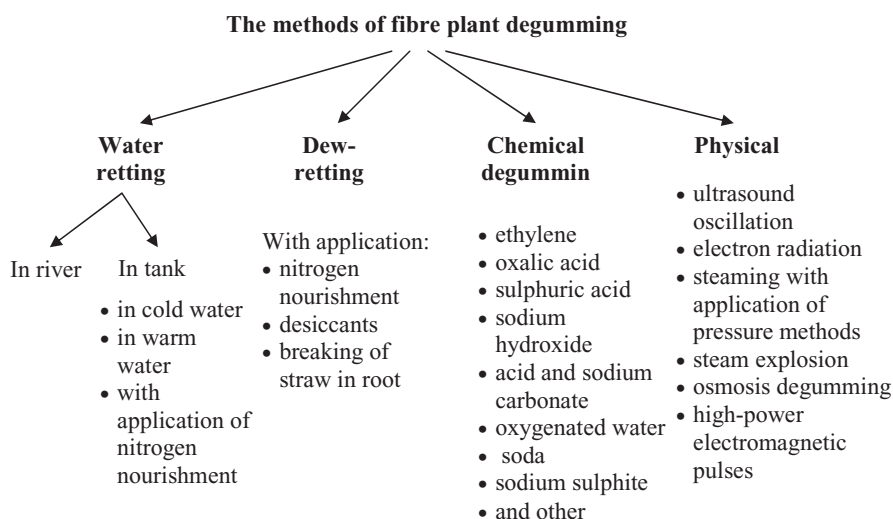 The methods of fibre plant degumming
Water
retting
In river
In tank
• in cold water
• in warm
water
• with
application of
nitrogen
nourishment
Dew-
retting
With application:
• nitrogen
nourishment
• desiccants
• breaking of
straw in root
Chemical
degummin
• ethylene
• oxalic acid
• sulphuric acid
• sodium
hydroxide
• acid and sodium
carbonate
• oxygenated water
• soda
• sodium sulphite
• and other
Physical
• ultrasound
oscillation
• electron radiation
• steaming with
application of
pressure methods
• steam explosion
• osmosis degumming
• high-power
electromagnetic
pulses